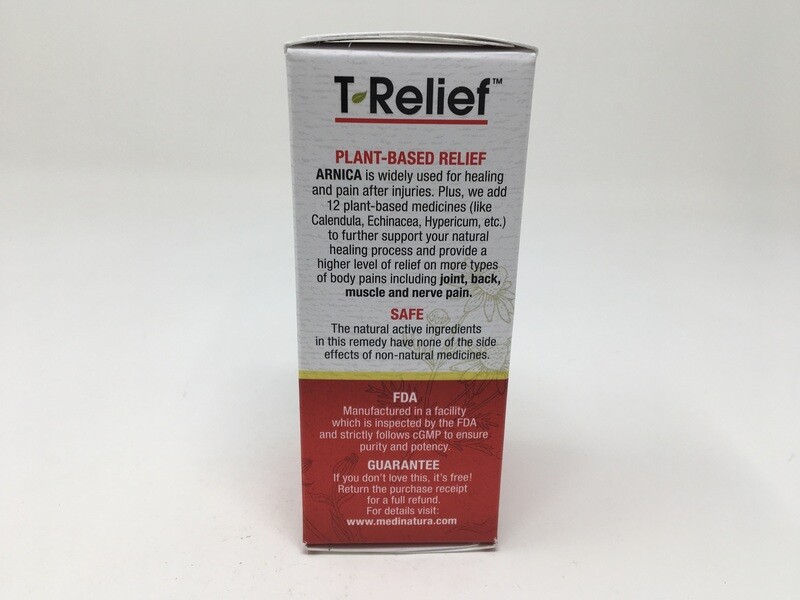 T-Relief™
PLANT-BASED RELIEF
ARNICA is widely used for healing
and pain after injuries. Plus, we add
12 plant-based medicines (like
Calendula, Echinacea, Hypericum, etc.)
to further support your natural
healing process and provide a
higher level of relief on more types
of body pains including joint, back,
muscle and nerve pain.
SAFE
The natural active ingredients
in this remedy have none of the side
effects of non-natural medicines.
FDA
Manufactured in a facility
which is inspected by the FDA
and strictly follows cGMP to ensure
purity and potency.
GUARANTEE
If you don't love this, it's free!
Return the purchase receipt
for a full refund.
For details visit:
www.medinatura.com